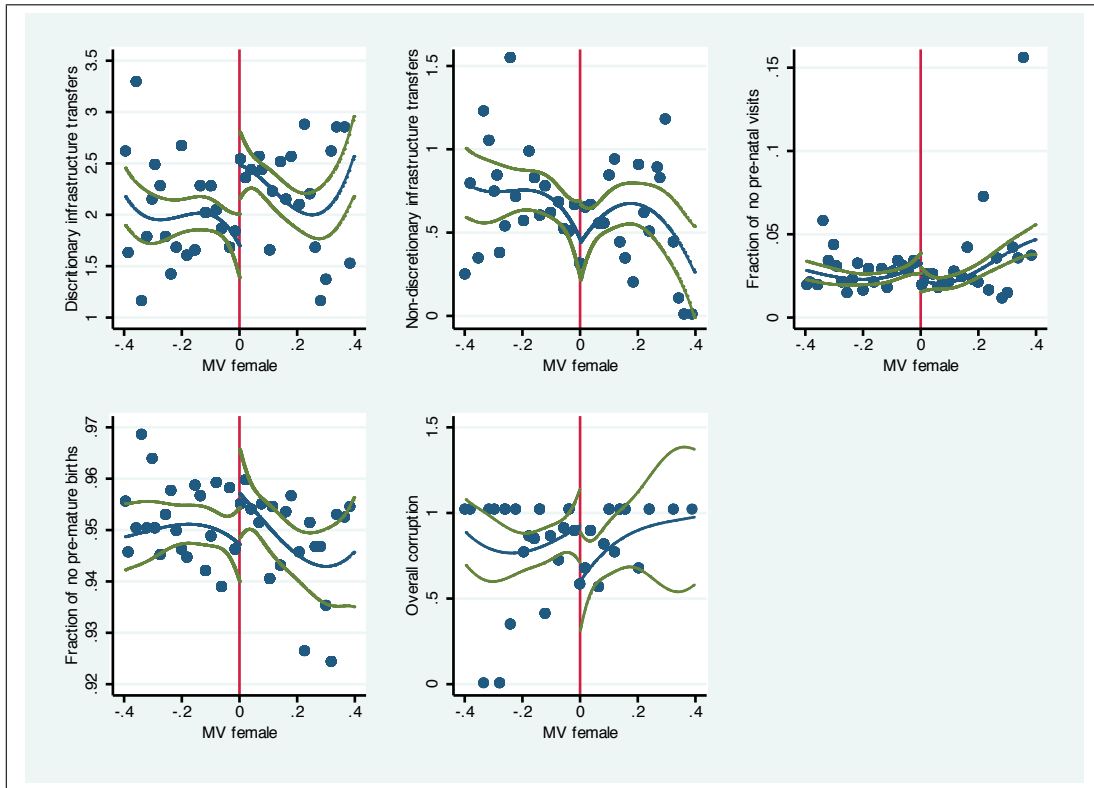 Discritionary infrastructure transfers
3.5
3
2.5
2
1.5
1
-.4 -.2 0 .2 .4
MV female
Non-discretionary infrastructure transfers
1.5
1
.5
0
-.4 -.2 0 .2 .4
MV female
Fraction of no pre-natal visits
.15
.1
.05
0
-.4 -.2 0 .2 .4
MV female
Fraction of no pre-mature births
.97
.96
.95
.94
.93
.92
-.4 -.2 0 .2 .4
MV female
Overall corruption
1.5
1
.5
0
-.4 -.2 0 .2 .4
MV female